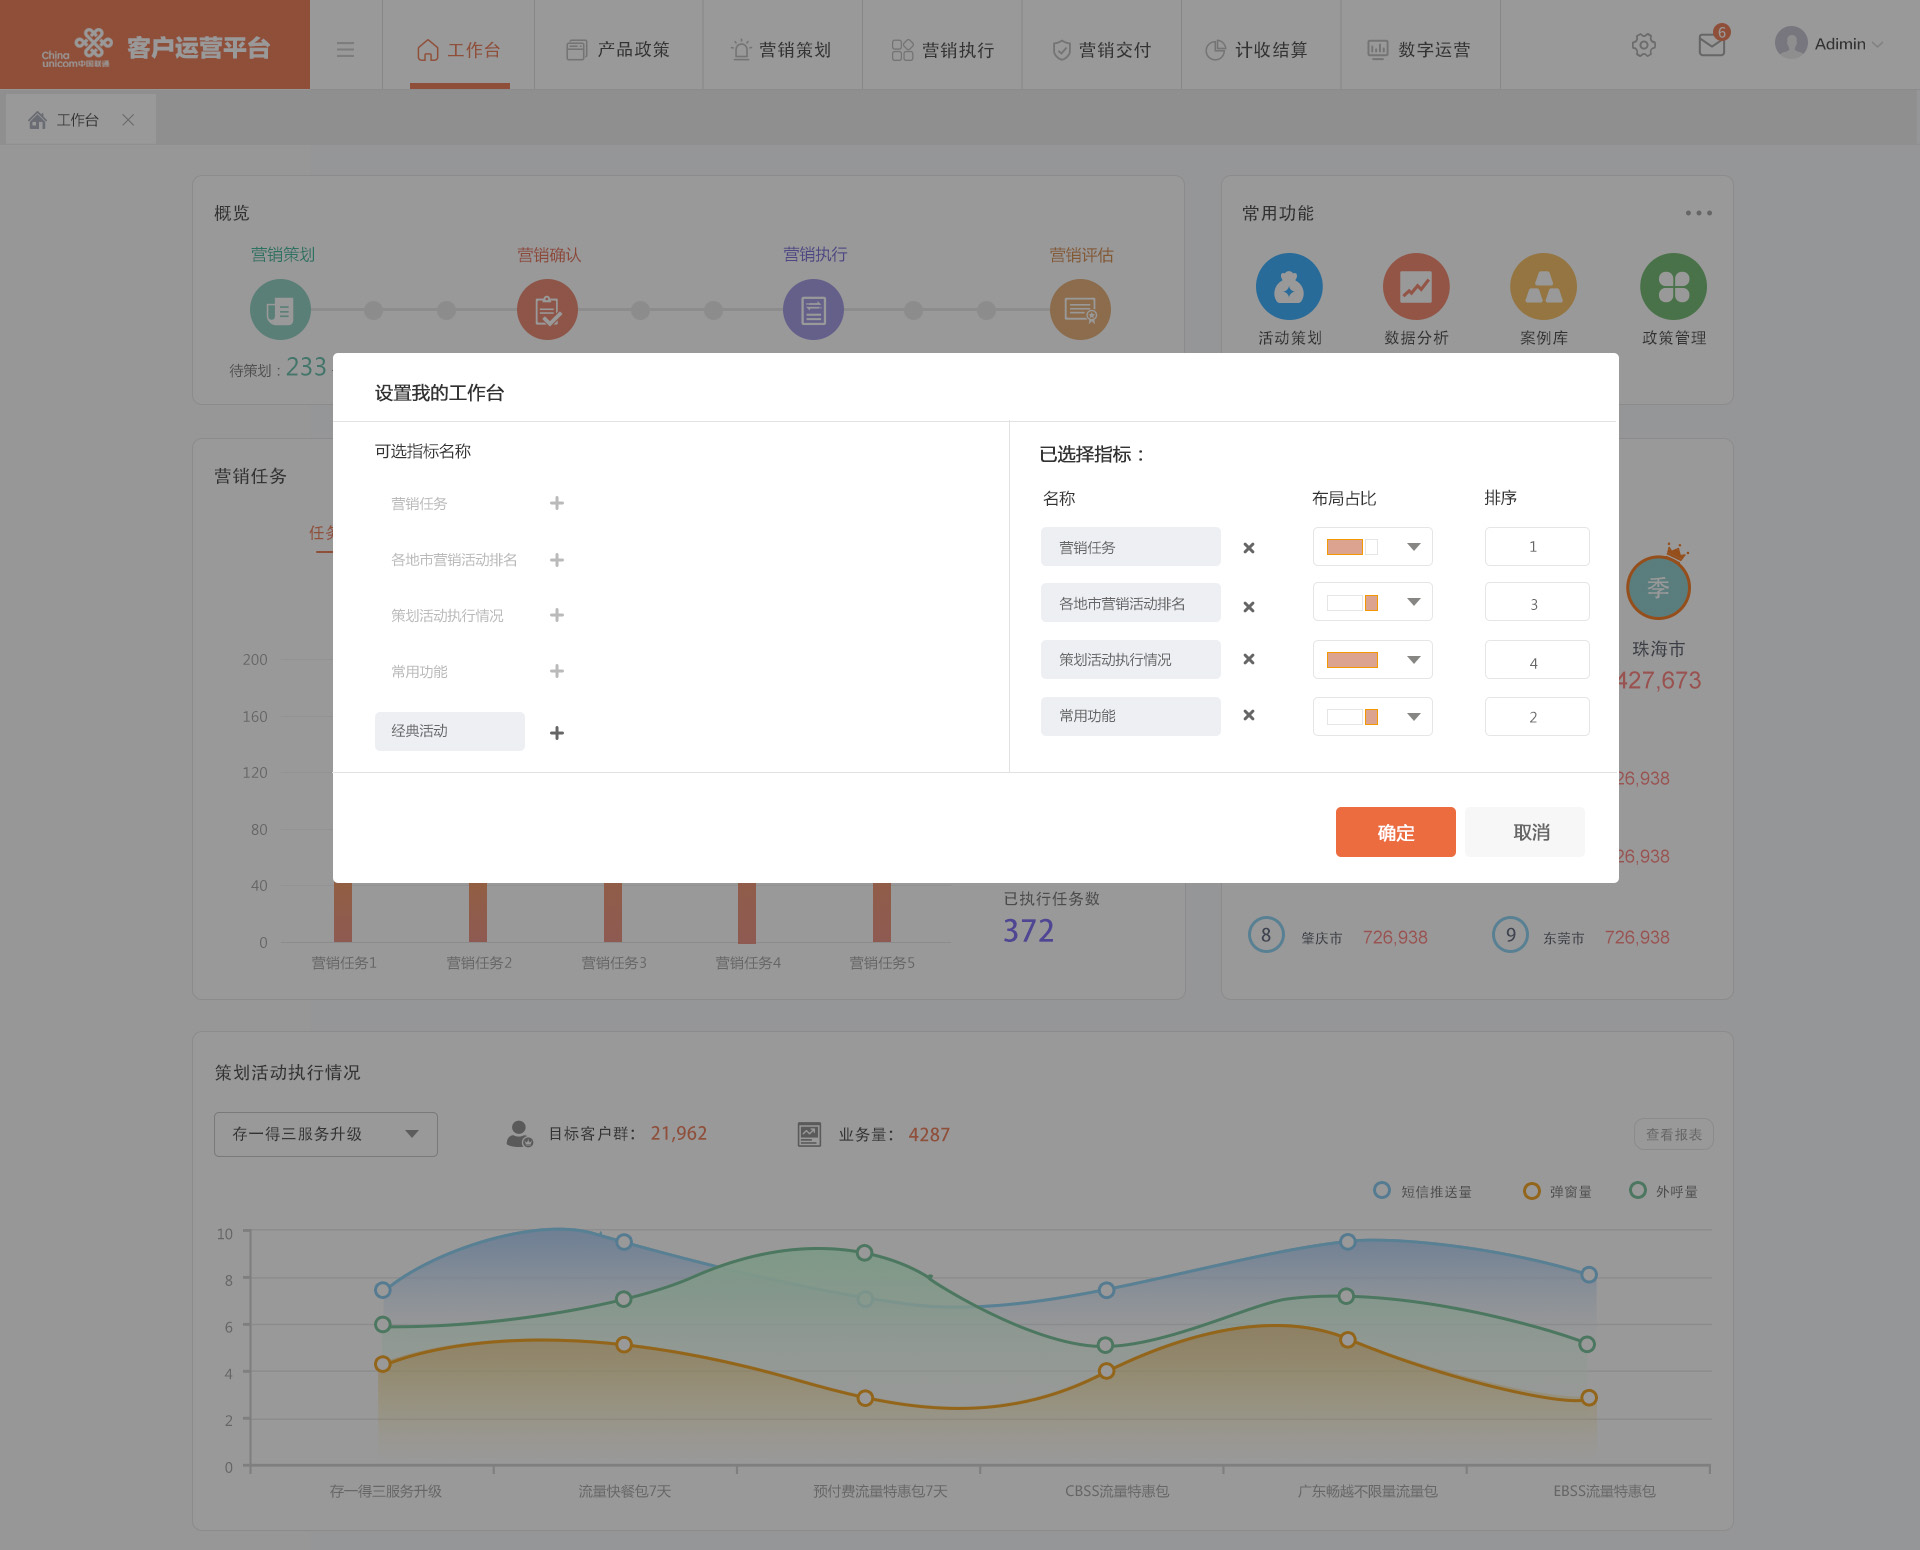 China unicom中国联通 客户运营平台
工作台 产品政策 营销策划 营销执行 营销交付 计收结算 数字运营 6 Admin
工作台
概览
营销策划 营销确认 营销执行 营销评估
待策划：233
常用功能
活动策划 数据分析 案例库 政策管理
设置我的工作台
可选指标名称
营销任务
各地市营销活动排名
策划活动执行情况
常用功能
经典活动
已选择指标：
名称 布局占比 排序
营销任务 1
各地市营销活动排名 3
策划活动执行情况 4
常用功能 2
确定 取消
营销任务
任务
200
160
120
80
40
0
营销任务1 营销任务2 营销任务3 营销任务4 营销任务5
已执行任务数
372
季
珠海市
427,673
26,938
26,938
8 肇庆市 726,938 9 东莞市 726,938
策划活动执行情况
存一得三服务升级 目标客户群： 21,962 业务量： 4287 查看报表
短信推送量 弹窗量 外呼量
10
8
6
4
2
0
存一得三服务升级 流量快餐包7天 预付费流量特惠包7天 CBSS流量特惠包 广东畅越不限量流量包 EBSS流量特惠包